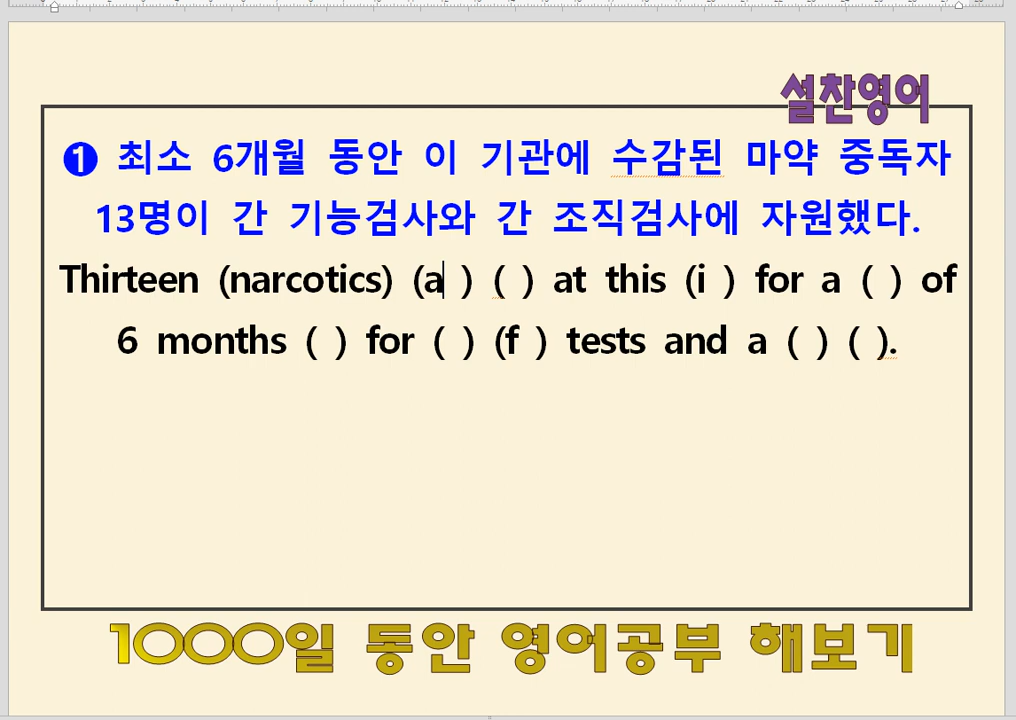 설찬영어
❶ 최소 6개월 동안 이 기관에 수감된 마약 중독자
13명이 간 기능검사와 간 조직검사에 자원했다.
Thirteen (narcotics) (a ) ( ) at this (i ) for a ( ) of
6 months ( ) for ( ) (f ) tests and a ( ) ( ).
1000일 동안 영어공부 해보기